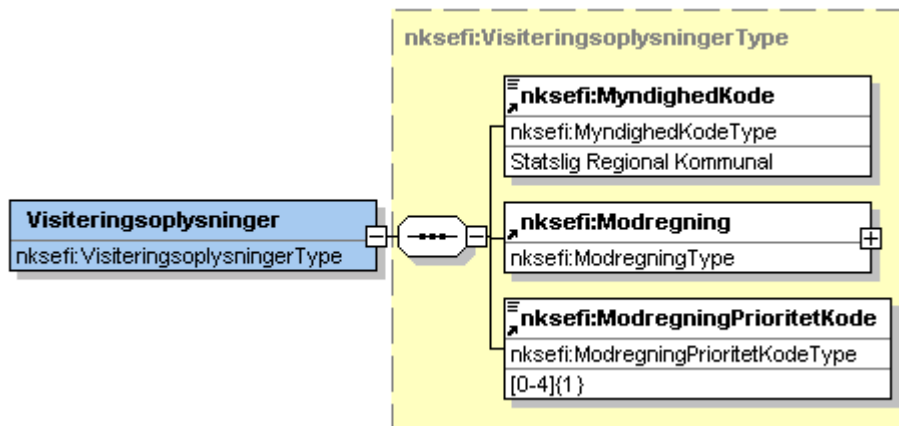 nksefi:VisiteringsoplysningerType
nksefi:MyndighedKode
nksefi:MyndighedKodeType
Statslig Regional Kommunal
Visiteringsoplysninger
nksefi:VisiteringsoplysningerType
nksefi:Modregning
nksefi:ModregningType
nksefi:ModregningPrioritetKode
nksefi:ModregningPrioritetKodeType
[0-4]{1}